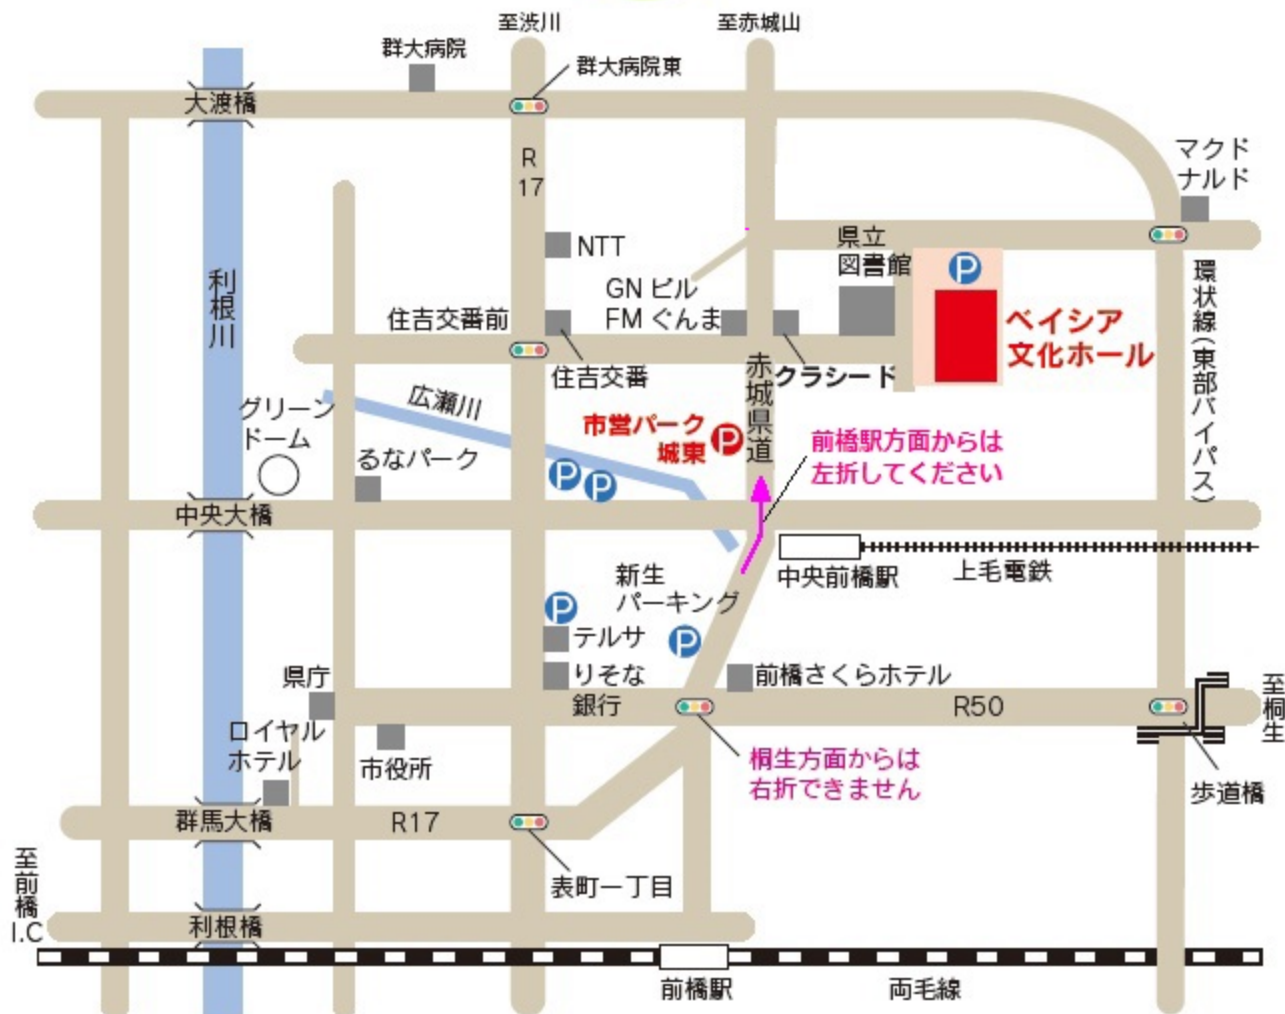 至渋川
至赤城山
群大病院
群大病院東
大渡橋
R
17
マクド
ナルド
NTT
県立
図書館
P
利根川
GN ビル
FM ぐんま
住吉交番前
ベイシア
文化ホール
環状線(東部バイパス)
住吉交番
クラシード
赤城県道
広瀬川
グリーン
ドーム
市営パーク
城東
P
前橋駅方面からは
左折してください
るなパーク
P
P
中央大橋
中央前橋駅
上毛電鉄
新生
パーキング
P
テルサ
P
りそな
銀行
前橋さくらホテル
県庁
R50
至桐生
ロイヤル
ホテル
市役所
桐生方面からは
右折できません
歩道橋
群馬大橋
R17
至前橋
I.C
表町一丁目
利根橋
前橋駅
両毛線